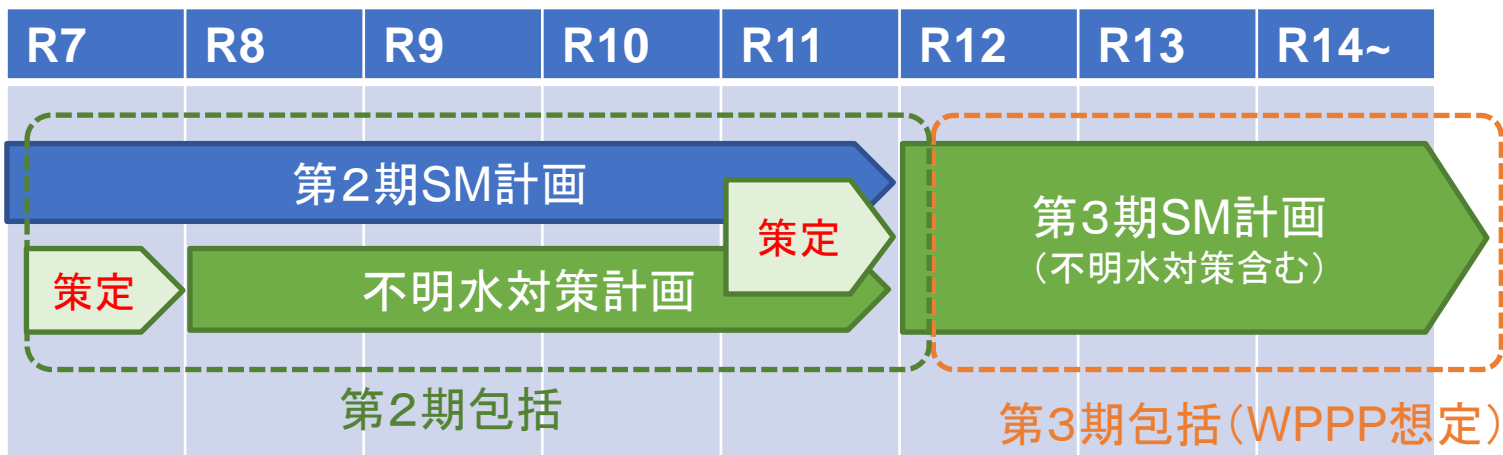 R7 R8 R9 R10 R11 R12 R13 R14~
第２期SM計画
策定
第３期SM計画
（不明水対策含む）
策定
不明水対策計画
第２期包括
第３期包括（WPPP想定）